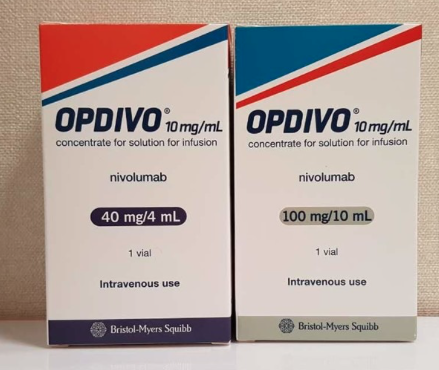 OPDIVO® 10 mg/mL
concentrate for solution for infusion
nivolumab
40 mg/4 mL
1 vial
Intravenous use
Bristol-Myers Squibb
OPDIVO® 10 mg/mL
concentrate for solution for infusion
nivolumab
100 mg/10 mL
1 vial
Intravenous use
Bristol-Myers Squibb